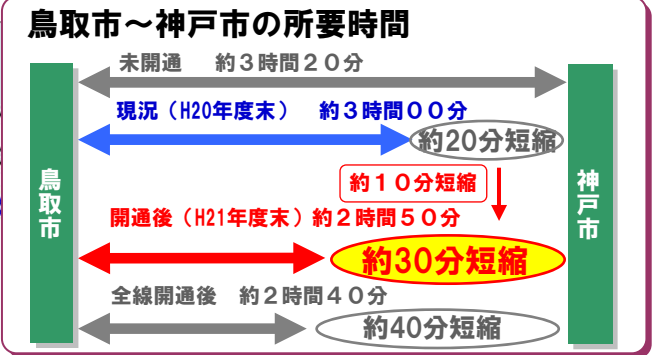 鳥取市～神戸市の所要時間
未開通 約３時間２０分
現況（H20年度末） 約３時間００分
約20分短縮
約１０分短縮
鳥取市
神戸市
開通後（H21年度末）約２時間５０分
約30分短縮
全線開通後 約２時間４０分
約40分短縮